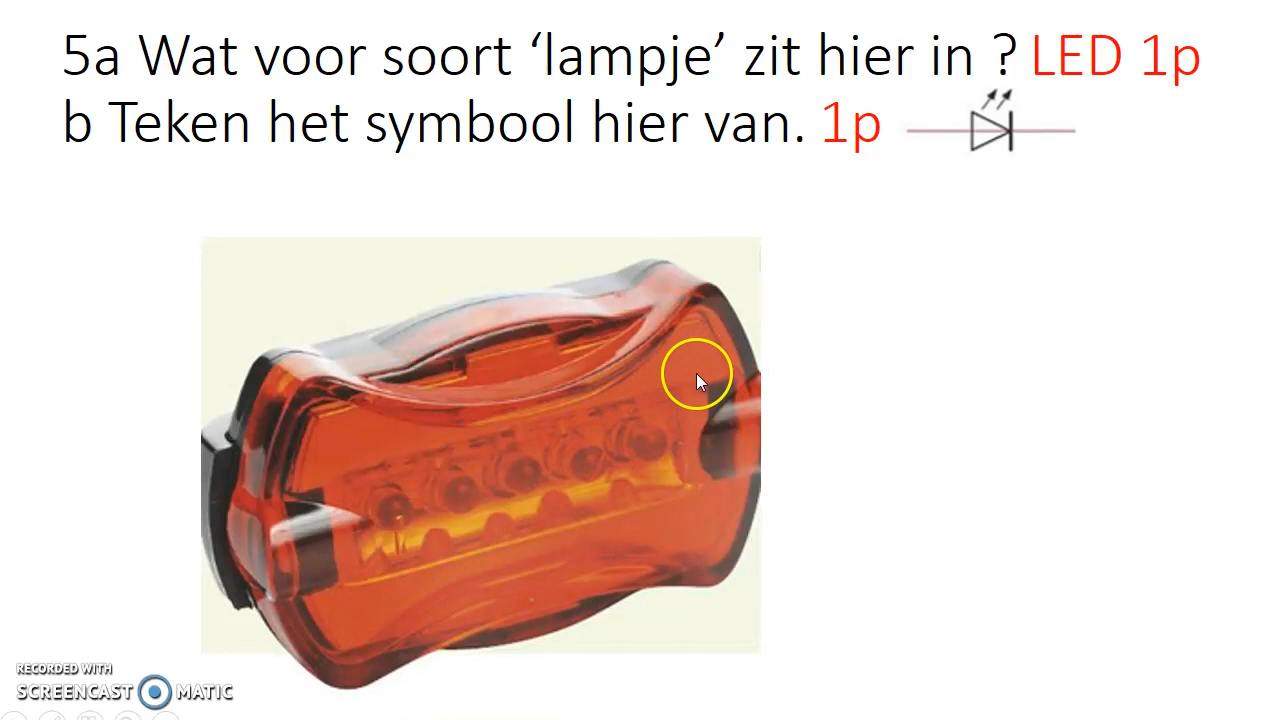 5a Wat voor soort ‘lampje’ zit hier in ? LED 1p
b Teken het symbool hier van. 1p
RECORDED WITH
SCREENCAST MATIC